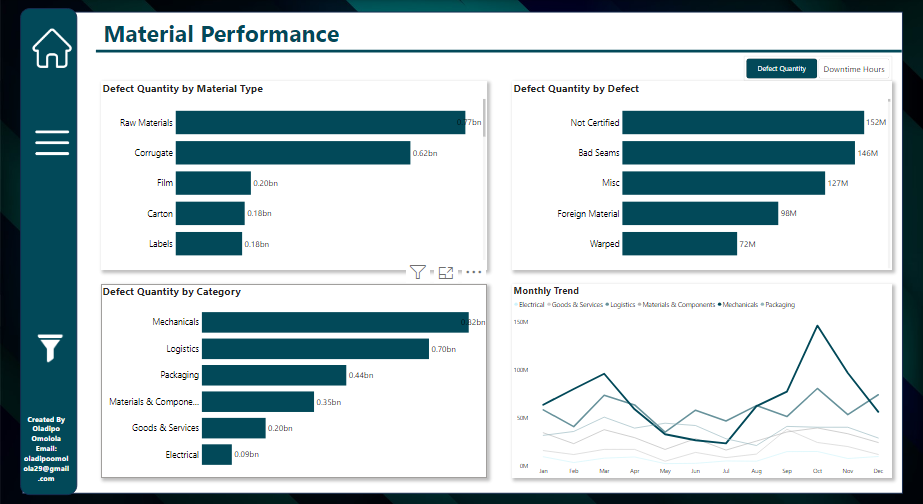 Material Performance
Defect Quantity
Downtime Hours
Defect Quantity by Material Type
Raw Materials 0.77bn
Corrugate 0.62bn
Film 0.20bn
Carton 0.18bn
Labels 0.18bn
Defect Quantity by Defect
Not Certified 152M
Bad Seams 146M
Misc 127M
Foreign Material 98M
Warped 72M
Defect Quantity by Category
Mechanicals 0.82bn
Logistics 0.70bn
Packaging 0.44bn
Materials & Compone... 0.35bn
Goods & Services 0.20bn
Electrical 0.09bn
Monthly Trend
Electrical Goods & Services Logistics Materials & Components Mechanicals Packaging
150M
100M
50M
0M
Jan Feb Mar Apr May Jun Jul Aug Sep Oct Nov Dec
Created By
Oladipo
Omolola
Email:
oladipoomol
ola29@gmail
.com